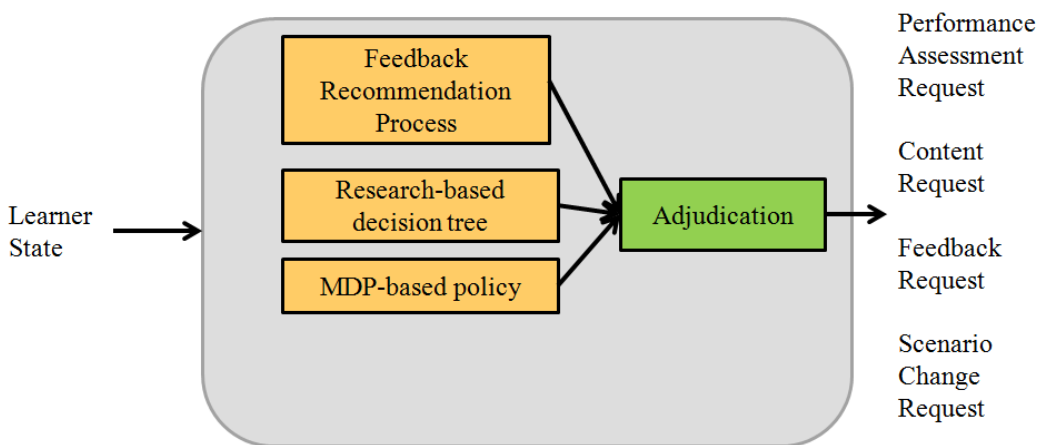 Learner
State
Feedback
Recommendation
Process
Research-based
decision tree
MDP-based policy
Adjudication
Performance
Assessment
Request
Content
Request
Feedback
Request
Scenario
Change
Request